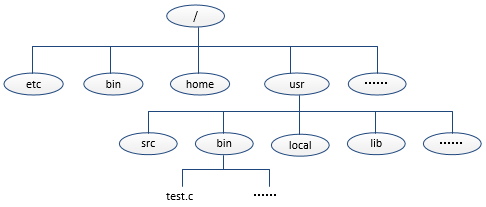 /
etc bin home usr ······
src bin local lib ······
test.c ······